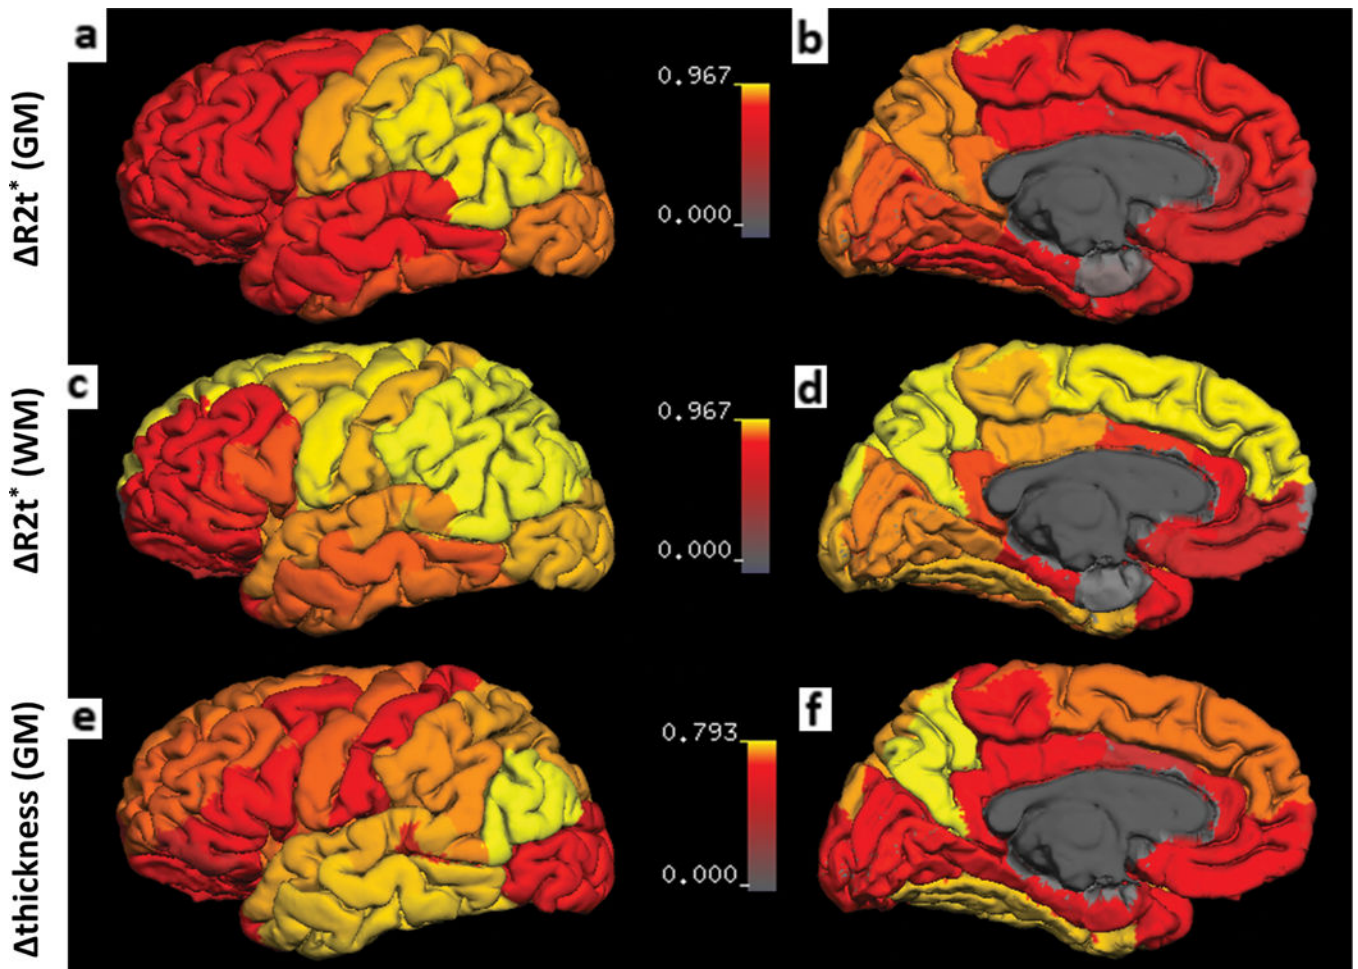 a
b
ΔR2t* (GM)
0.967
0.000
c
d
ΔR2t* (WM)
0.967
0.000
e
f
Δthickness (GM)
0.793
0.000